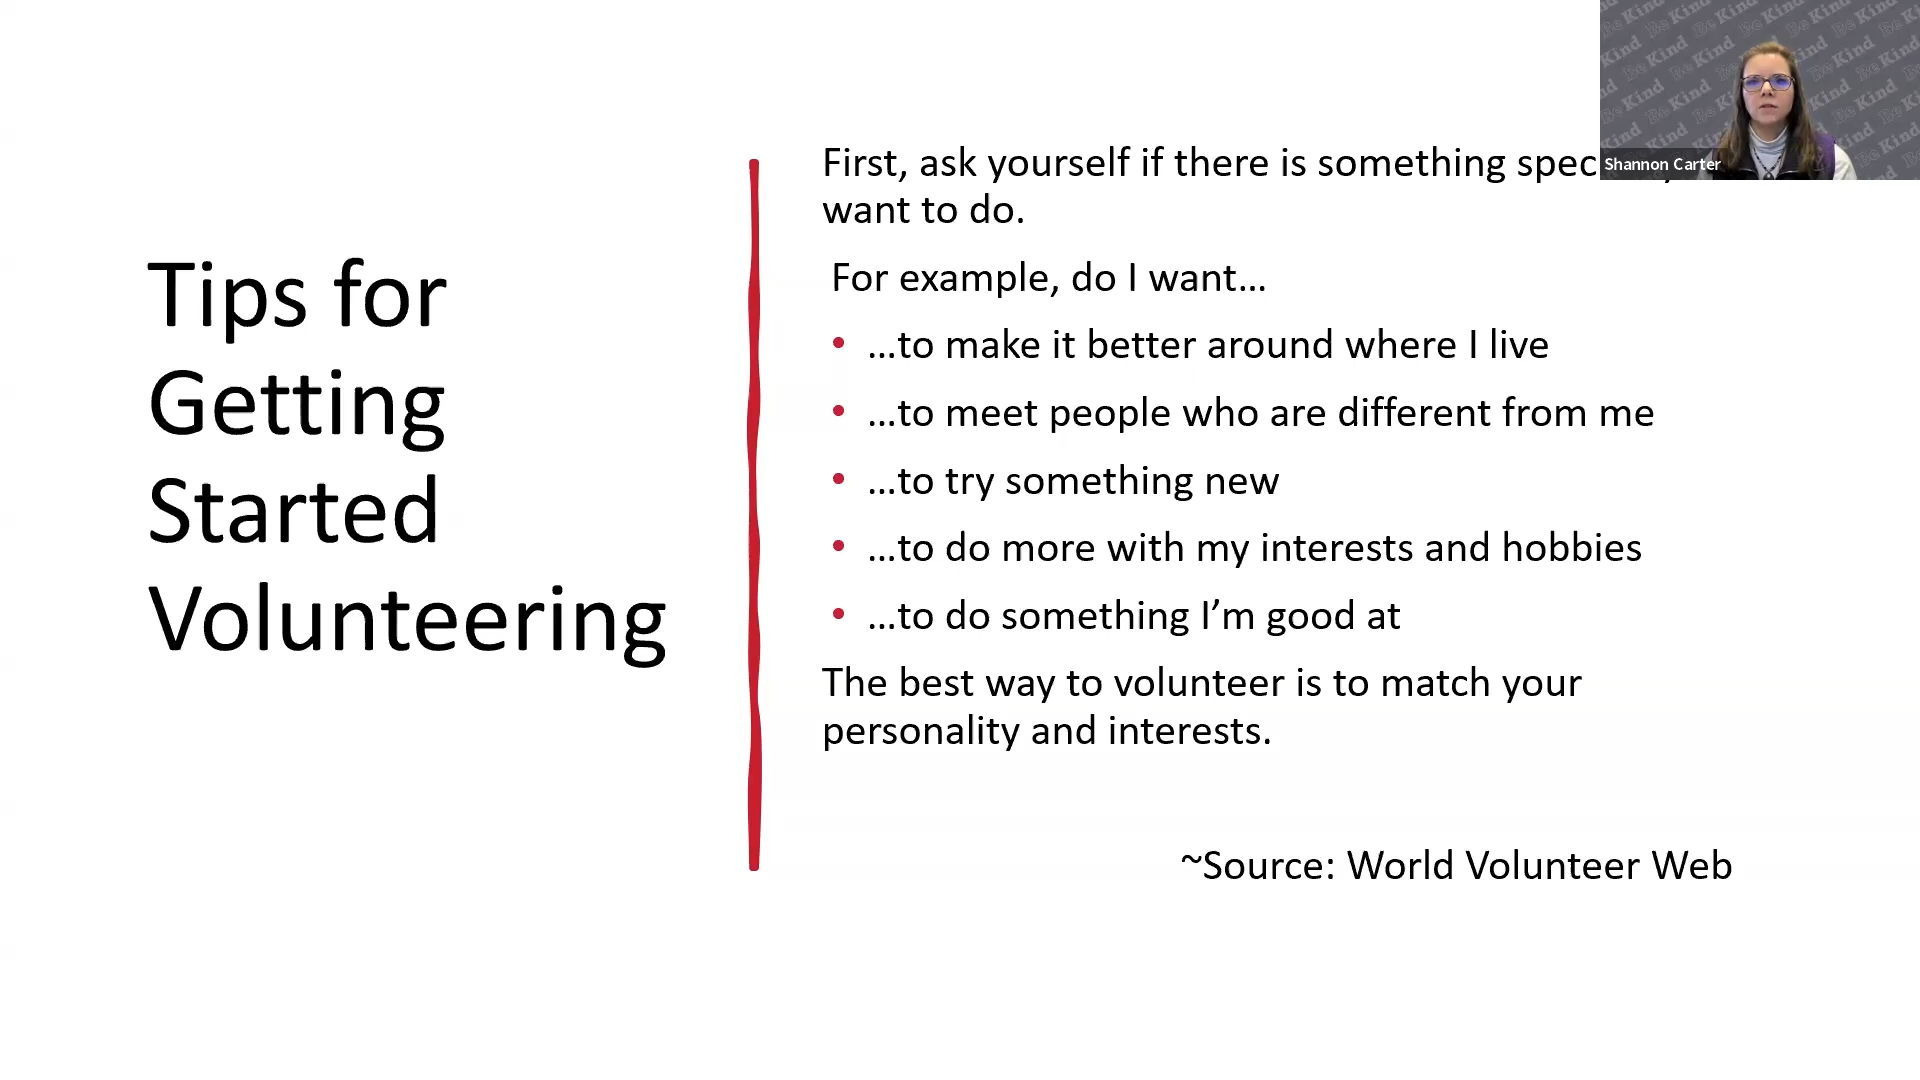 Tips for
Getting
Started
Volunteering
First, ask yourself if there is something
want to do.
For example, do I want…
• …to make it better around where I live
• …to meet people who are different from me
• …to try something new
• …to do more with my interests and hobbies
• …to do something I’m good at
The best way to volunteer is to match your
personality and interests.
~Source: World Volunteer Web
Be Kind
Shannon Carter